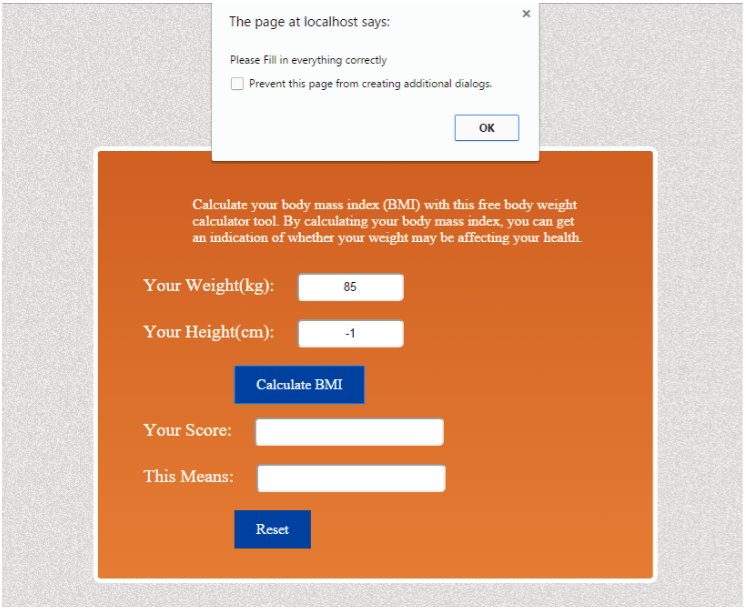 The page at localhost says:
×
Please Fill in everything correctly
Prevent this page from creating additional dialogs.
OK
Calculate your body mass index (BMI) with this free body weight
calculator tool. By calculating your body mass index, you can get
an indication of whether your weight may be affecting your health.
Your Weight(kg): 85
Your Height(cm): -1
Calculate BMI
Your Score:
This Means:
Reset